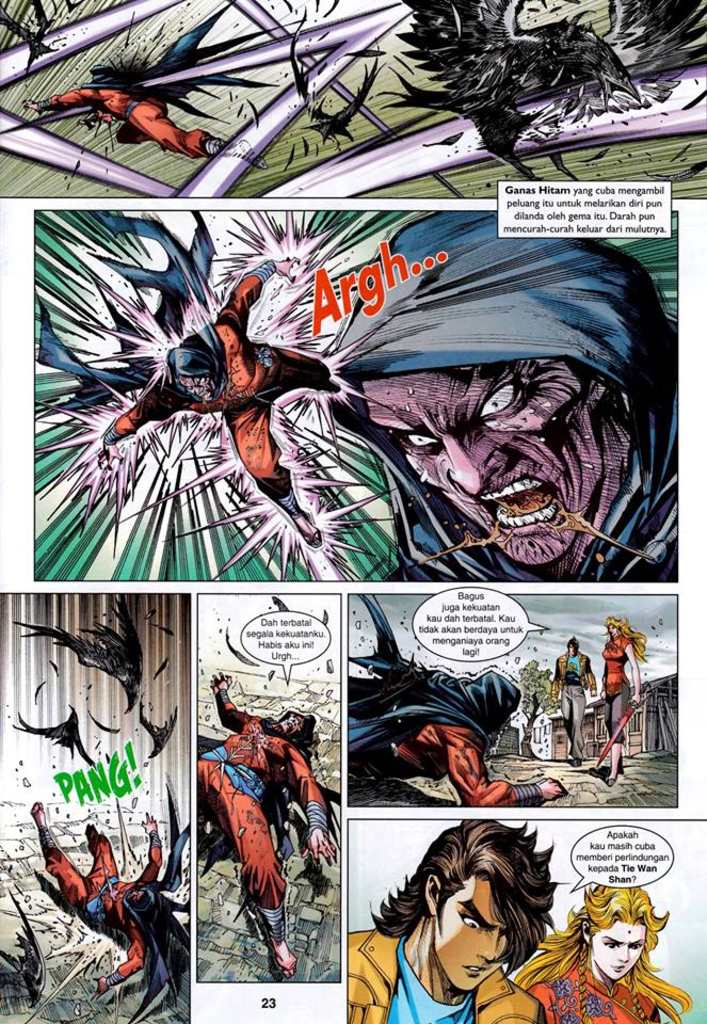 Ganas Hitam yang cuba mengambil
peluang itu untuk melarikan diri pun
dilanda oleh gema itu. Darah pun
mencurah-curah keluar dari mulutnya.
Argh...
PANG!
Dah terbatal
segala kekuatanku.
Habis aku ini!
Urgh...
Bagus
juga kekuatan
kau dah terbatal. Kau
tidak akan berdaya untuk
menganiaya orang
lagi!
Apakah
kau masih cuba
memberi perlindungan
kepada Tie Wan
Shan?
23